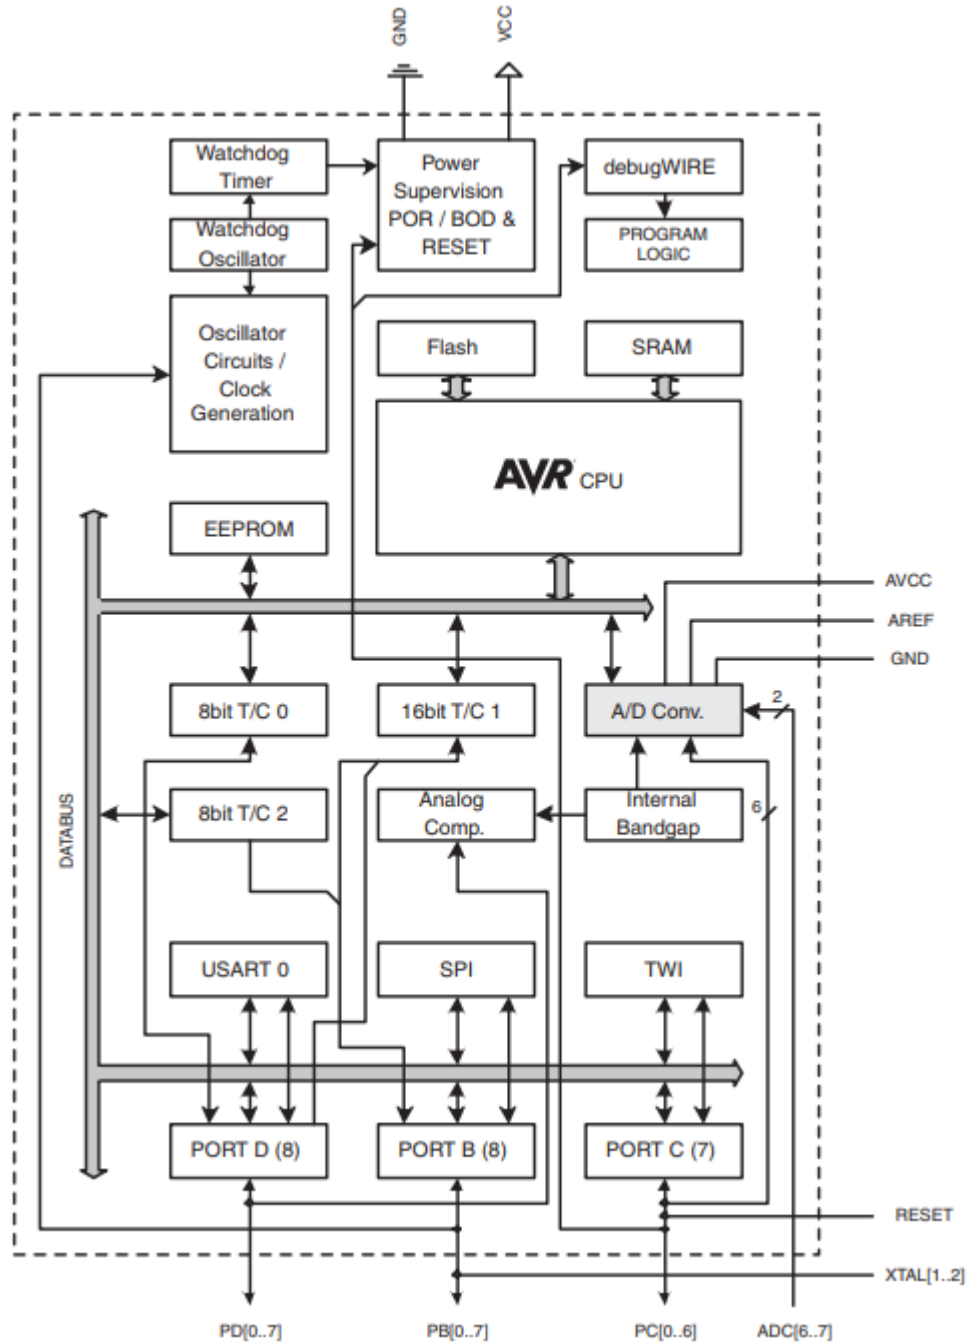 GND
VCC
Watchdog
Timer
Power
Supervision
POR / BOD &
RESET
debugWIRE
Watchdog
Oscillator
PROGRAM
LOGIC
Oscillator
Circuits /
Clock
Generation
Flash
SRAM
AVR CPU
EEPROM
AVCC
AREF
GND
8bit T/C 0
16bit T/C 1
A/D Conv.
2
DATABUS
8bit T/C 2
Analog
Comp.
Internal
Bandgap
6
USART 0
SPI
TWI
PORT D (8)
PORT B (8)
PORT C (7)
RESET
XTAL[1..2]
PD[0..7]
PB[0..7]
PC[0..6]
ADC[6..7]